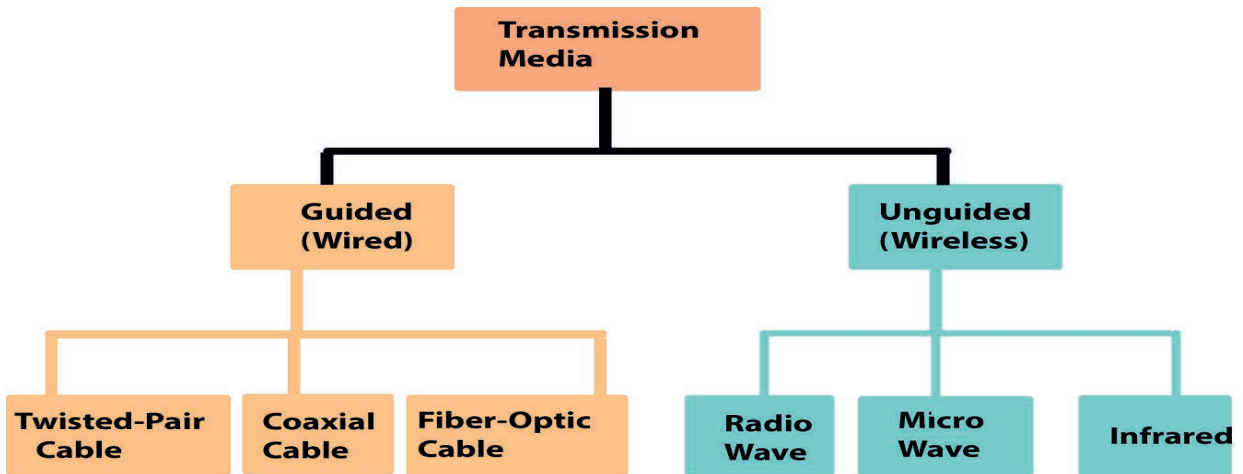 Transmission
Media
Guided
(Wired)
Unguided
(Wireless)
Twisted-Pair
Cable
Coaxial
Cable
Fiber-Optic
Cable
Radio
Wave
Micro
Wave
Infrared